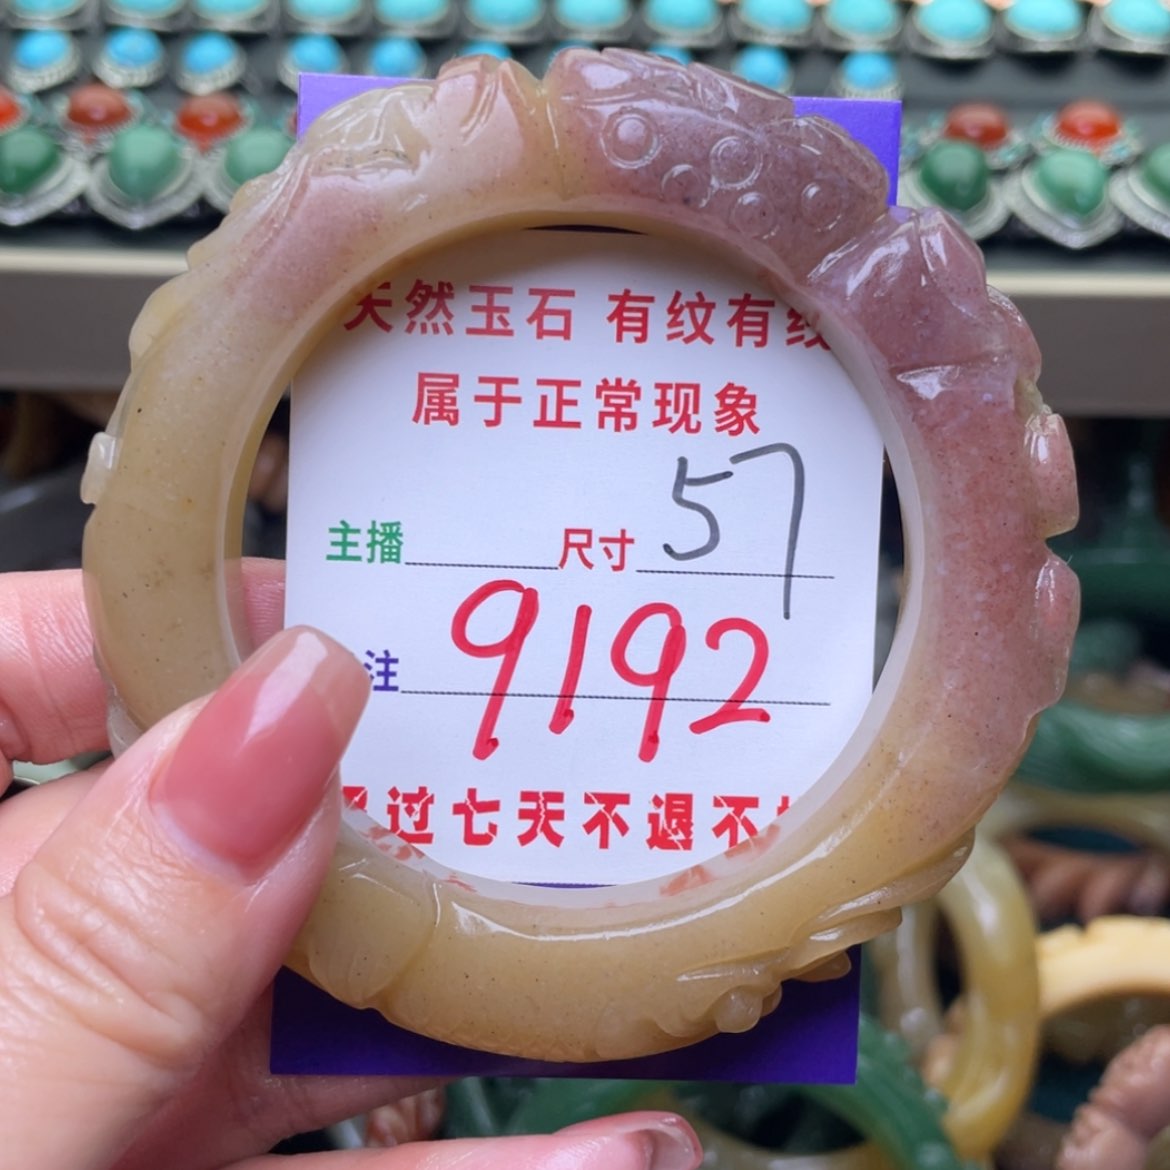 天然玉石 有纹有纹
属于正常现象
主播 尺寸 57
注 9192
过七天不退不